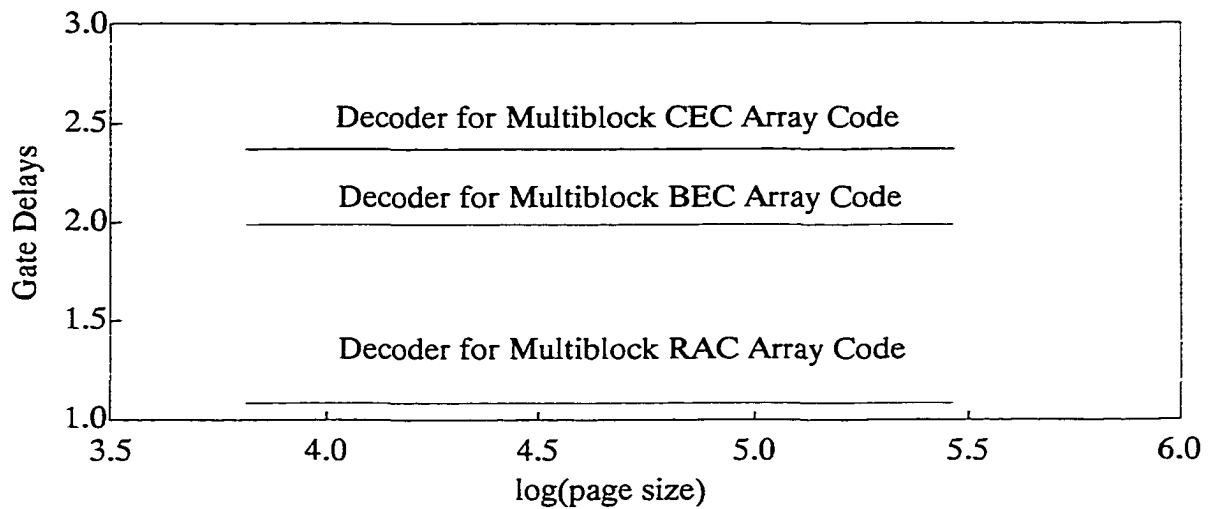 3.0
Decoder for Multiblock CEC Array Code
2.5
Decoder for Multiblock BEC Array Code
2.0
Gate Delays
1.5
Decoder for Multiblock RAC Array Code
1.0
3.5 4.0 4.5 5.0 5.5 6.0
log(page size)